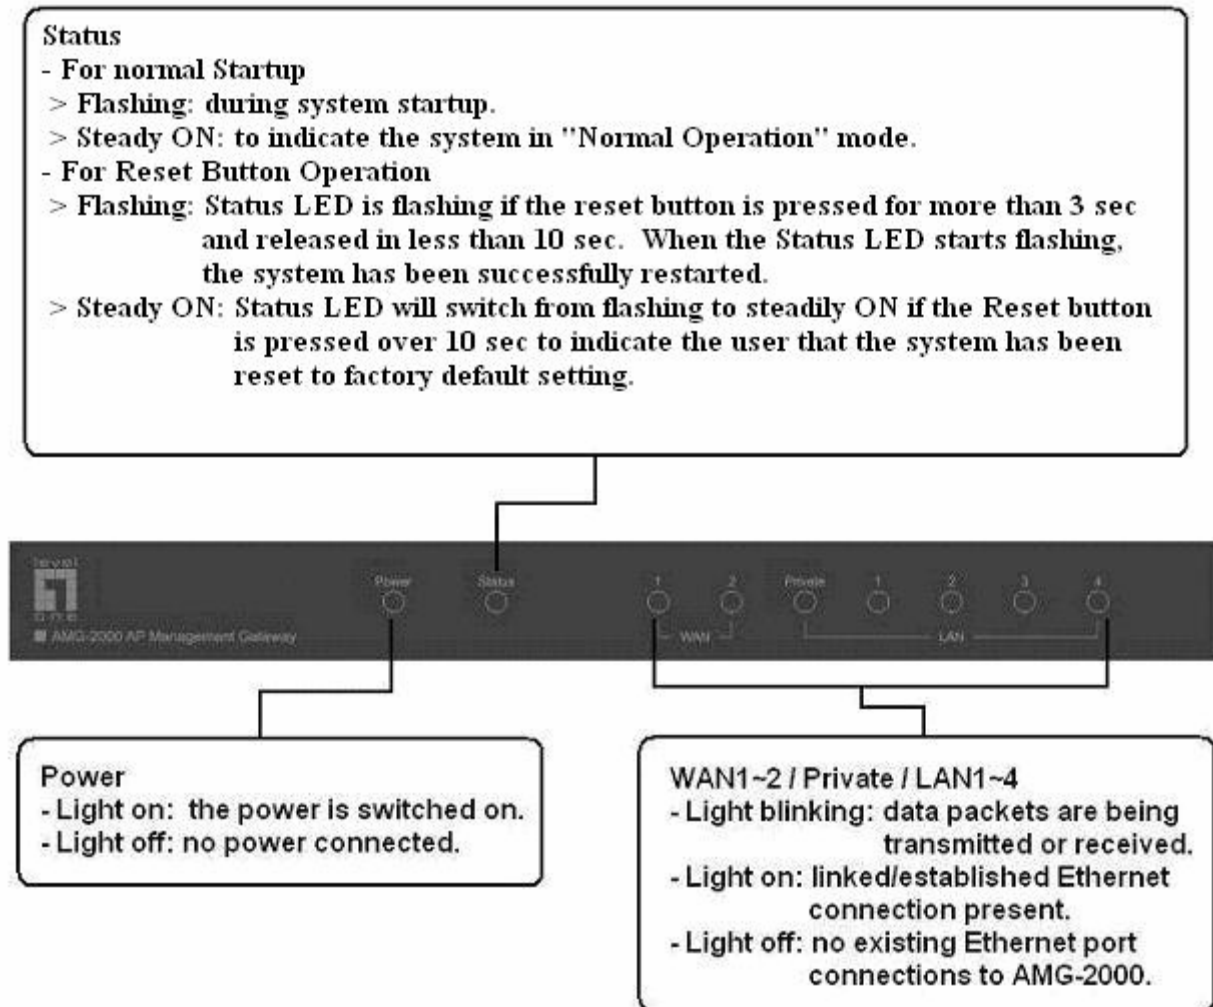 Status
- For normal Startup
> Flashing: during system startup.
> Steady ON: to indicate the system in "Normal Operation" mode.
- For Reset Button Operation
> Flashing: Status LED is flashing if the reset button is pressed for more than 3 sec
and released in less than 10 sec. When the Status LED starts flashing,
the system has been successfully restarted.
> Steady ON: Status LED will switch from flashing to steadily ON if the Reset button
is pressed over 10 sec to indicate the user that the system has been
reset to factory default setting.
level
one
AMG-2000 AP Management Gateway
Power Status 1 2 Private 1 2 3 4
WAN LAN
Power
- Light on: the power is switched on.
- Light off: no power connected.
WAN1~2 / Private / LAN1~4
- Light blinking: data packets are being
transmitted or received.
- Light on: linked/established Ethernet
connection present.
- Light off: no existing Ethernet port
connections to AMG-2000.